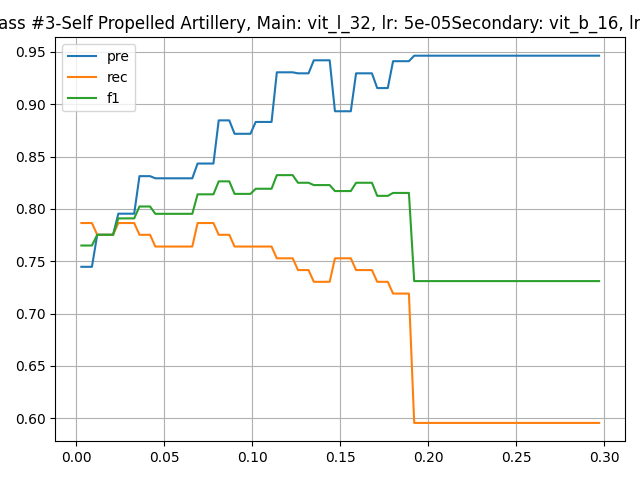 ass #3-Self Propelled Artillery, Main: vit_l_32, lr: 5e-05Secondary: vit_b_16, lr
pre
rec
f1
0.95
0.90
0.85
0.80
0.75
0.70
0.65
0.60
0.00 0.05 0.10 0.15 0.20 0.25 0.30